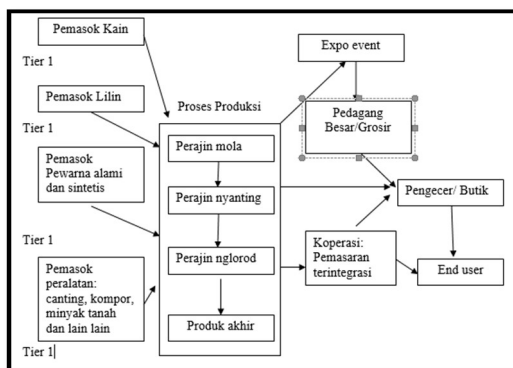 Pemasok Kain
Tier 1
Pemasok Lilin
Tier 1
Pemasok
Pewarna alami
dan sintetis
Tier 1
Pemasok
peralatan:
canting, kompor,
minyak tanah
dan lain lain
Tier 1
Proses Produksi
Perajin mola
Perajin nyanting
Perajin nglorod
Produk akhir
Expo event
Pedagang
Besar/Grosir
Pengecer/ Butik
Koperasi:
Pemasaran
terintegrasi
End user